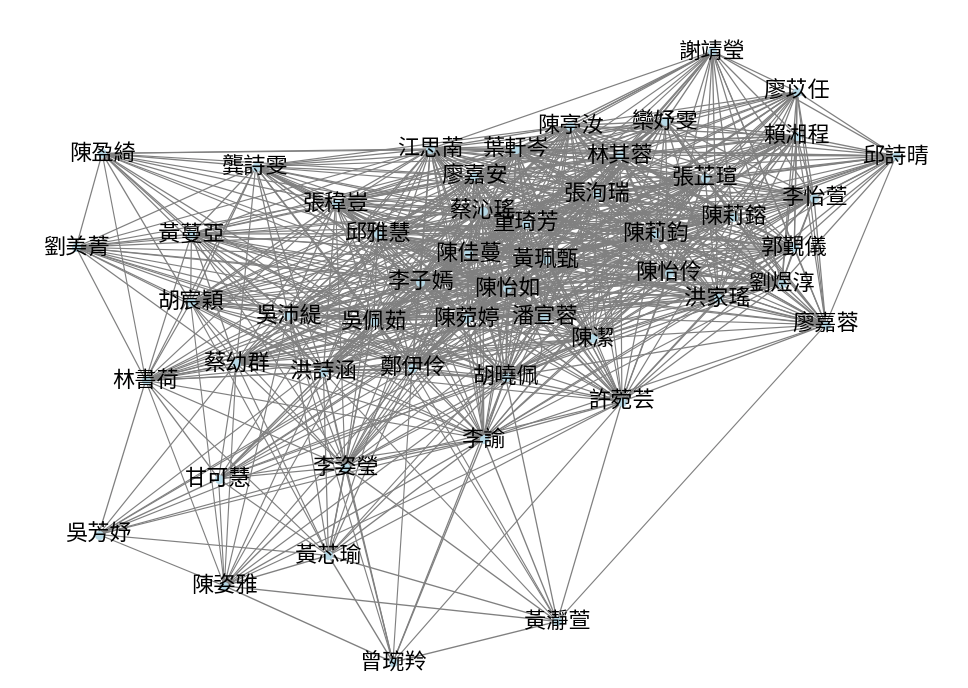 謝靖瑩
廖苡任
陳亭汝
欒妤雯
賴湘程
江思菕
葉軒岑
林其蓉
邱詩晴
陳盈綺
龔詩雯
廖嘉安
張芷瑄
張洵瑞
李怡萱
張稦豈
蔡沁瑤
童琦芳
陳莉鎔
劉美菁
黃蔓亞
邱雅慧
陳莉鈞
郭覲儀
陳佳蔓
黃珮甄
陳怡伶
李子嫣
陳怡如
劉煜淳
洪家瑤
胡宸穎
吳沛緹
吳佩茹
陳菀婷
潘宣蓉
廖嘉蓉
陳潔
蔡幼群
洪詩涵
鄭伊伶
胡曉佩
林書荷
許菀芸
李諭
李姿瑩
甘可慧
吳芳妤
黃芯瑜
陳姿雅
黃瀞萱
曾琬羚